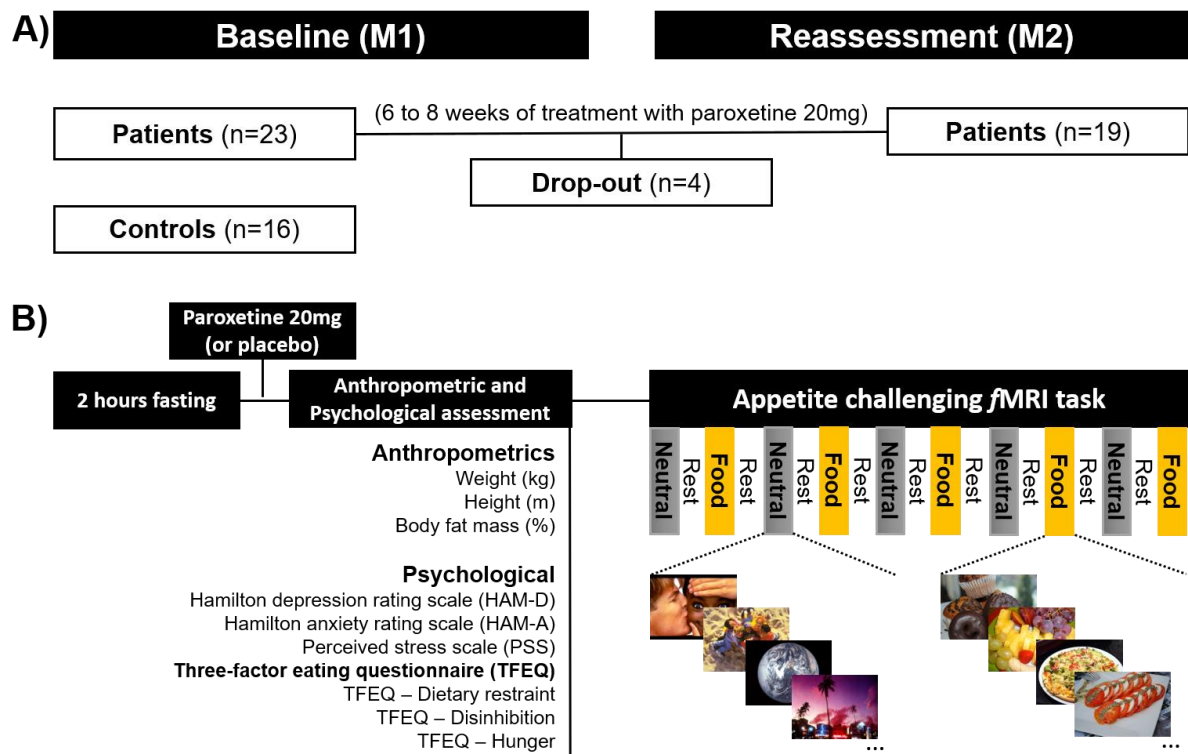 A)
Baseline (M1)
Reassessment (M2)
(6 to 8 weeks of treatment with paroxetine 20mg)
Patients (n=23)
Patients (n=19)
Drop-out (n=4)
Controls (n=16)
B)
Paroxetine 20mg
(or placebo)
2 hours fasting
Anthropometric and
Psychological assessment
Appetite challenging fMRI task
Neutral
Rest
Food
Rest
Neutral
Rest
Food
Rest
Neutral
Rest
Food
Rest
Neutral
Rest
Food
Rest
Neutral
Rest
Food
Anthropometrics
Weight (kg)
Height (m)
Body fat mass (%)
Psychological
Hamilton depression rating scale (HAM-D)
Hamilton anxiety rating scale (HAM-A)
Perceived stress scale (PSS)
Three-factor eating questionnaire (TFEQ)
TFEQ – Dietary restraint
TFEQ – Disinhibition
TFEQ – Hunger
...
...